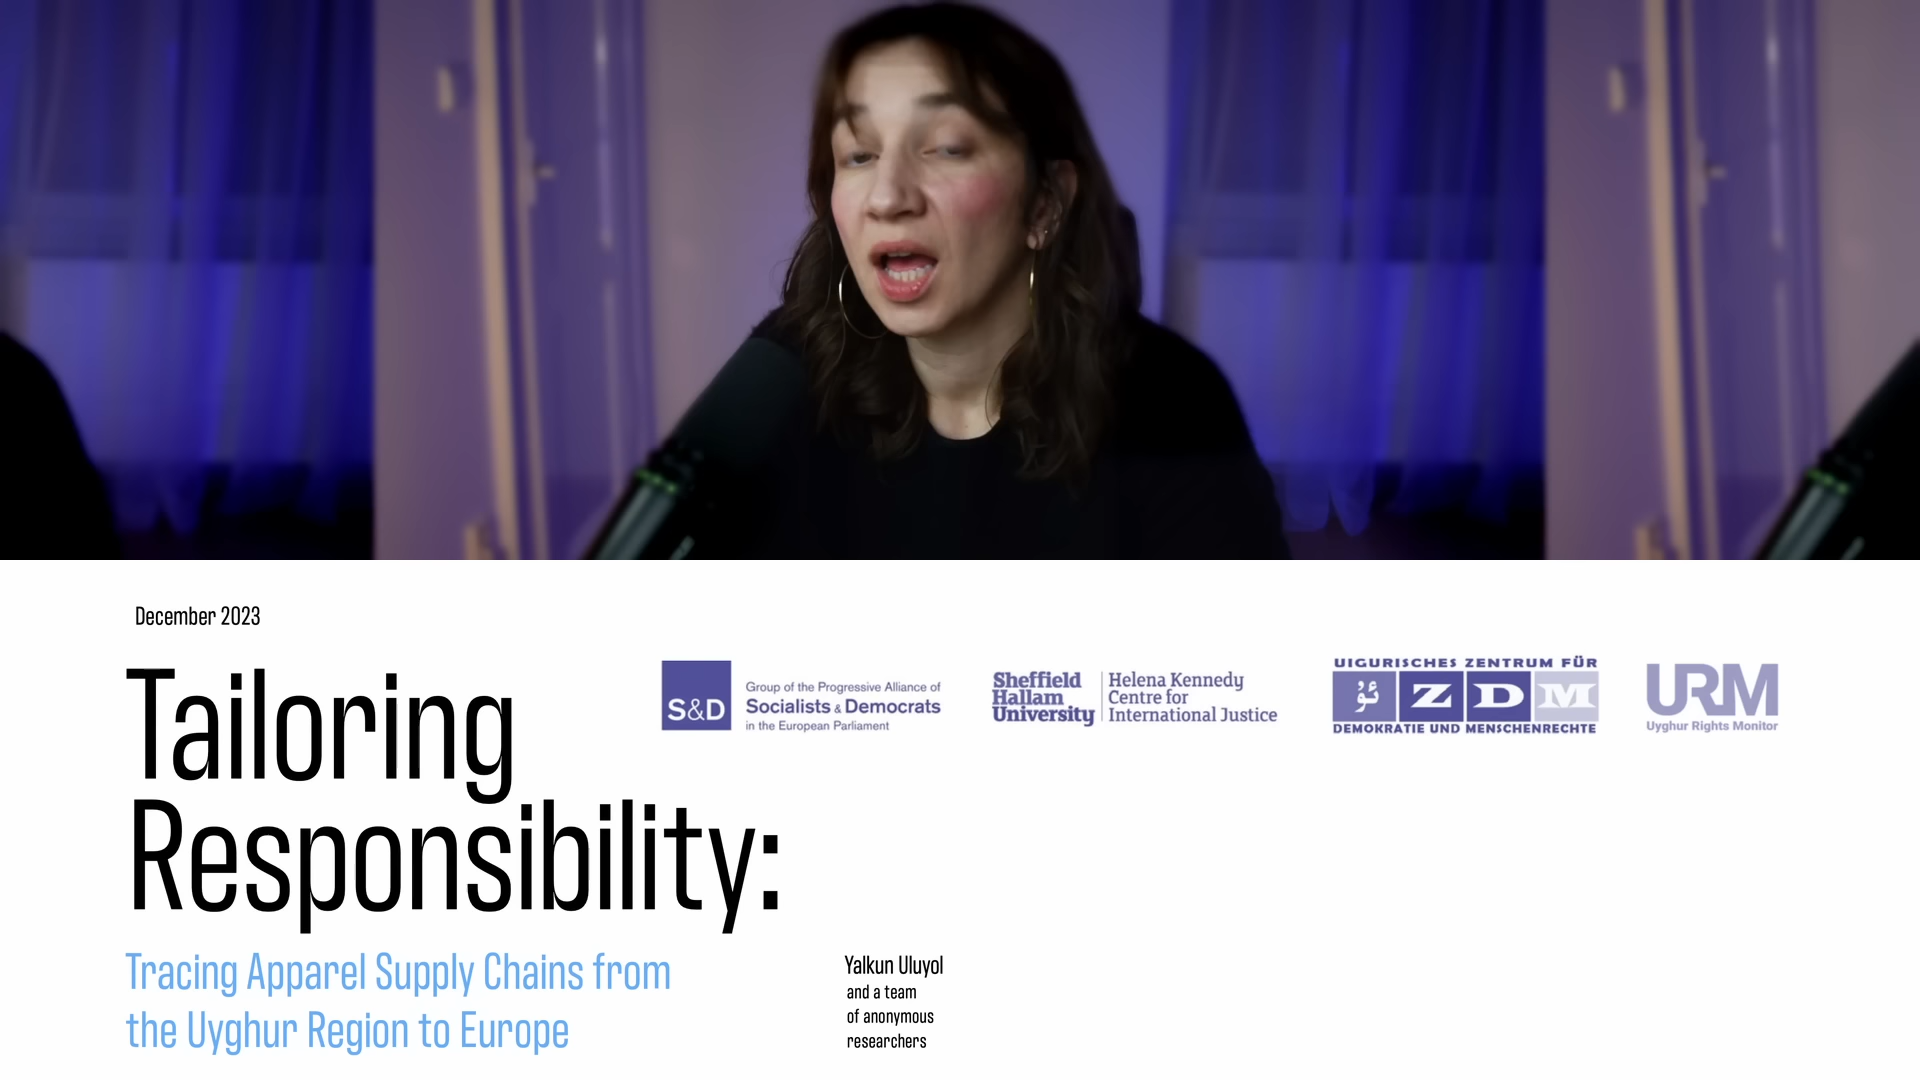 December 2023
Tailoring
Responsibility:
Tracing Apparel Supply Chains from
the Uyghur Region to Europe
Yalkun Uluyol
and a team
of anonymous
researchers
S&D
Group of the Progressive Alliance of
Socialists & Democrats
in the European Parliament
Sheffield
Hallam
University
Helena Kennedy
Centre for
International Justice
UIGURISCHES ZENTRUM FÜR
ئۇ Z D M
DEMOKRATIE UND MENSCHENRECHTE
URM
Uyghur Rights Monitor